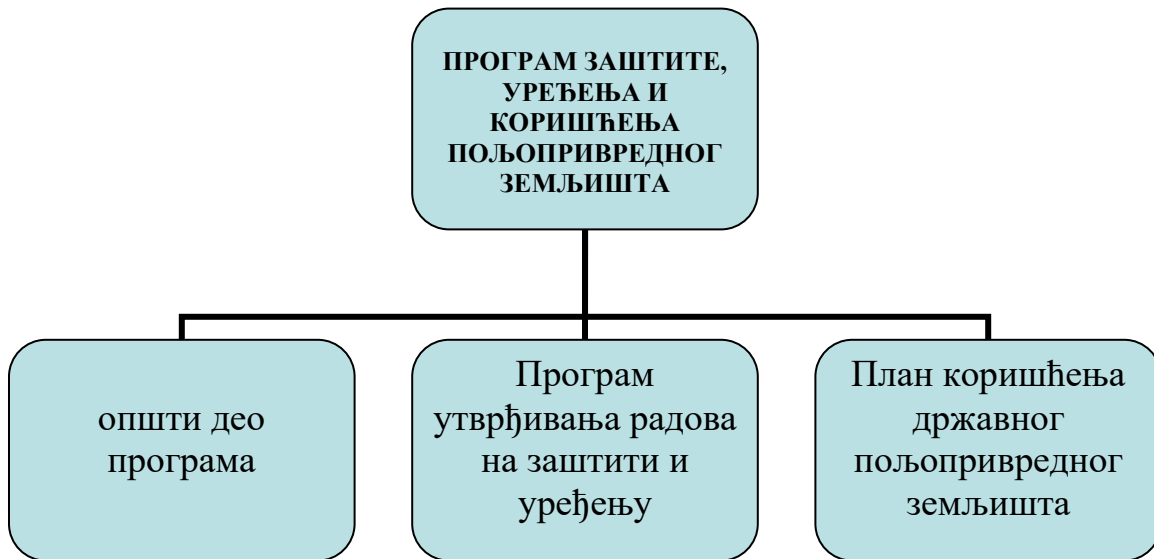 ПРОГРАМ ЗАШТИТЕ,
УРЕЂЕЊА И
КОРИШЋЕЊА
ПОЉОПРИВРЕДНОГ
ЗЕМЉИШТА
општи део
програма
Програм
утврђивања радова
на заштити и
уређењу
План коришћења
државног
пољопривредног
земљишта